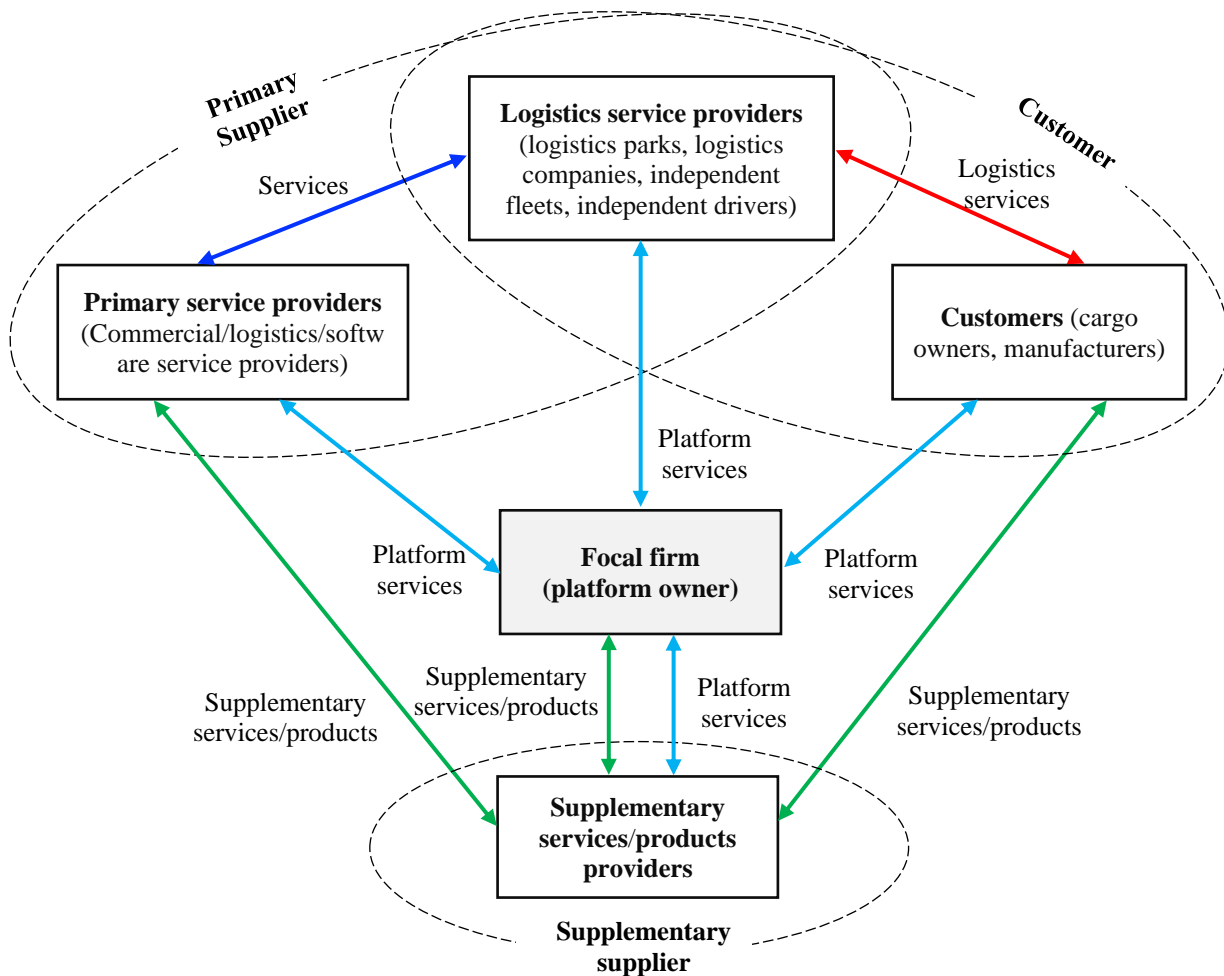 Primary
Supplier
Customer
Logistics service providers
(logistics parks, logistics
companies, independent
fleets, independent drivers)
Services
Logistics
services
Primary service providers
(Commercial/logistics/softw
are service providers)
Customers (cargo
owners, manufacturers)
Platform
services
Focal firm
(platform owner)
Platform
services
Platform
services
Supplementary
services/products
Supplementary
services/products
Platform
services
Supplementary
services/products
Supplementary
services/products
providers
Supplementary
supplier